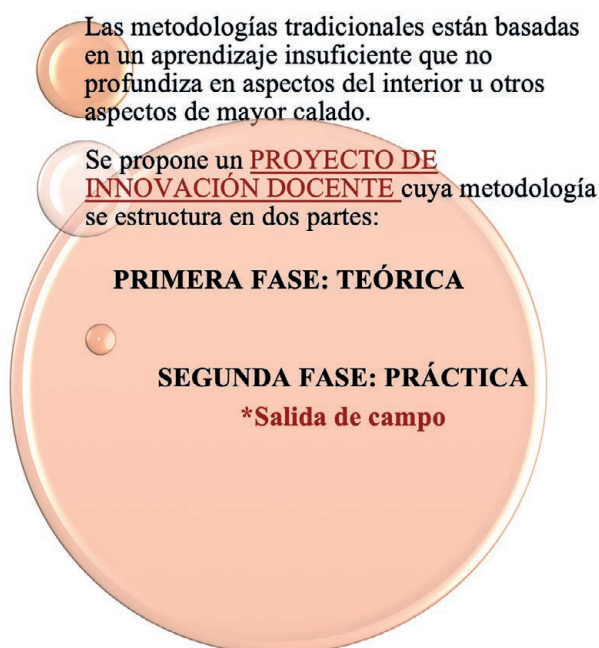 Las metodologías tradicionales están basadas
en un aprendizaje insuficiente que no
profundiza en aspectos del interior u otros
aspectos de mayor calado.
Se propone un PROYECTO DE
INNOVACIÓN DOCENTE cuya metodología
se estructura en dos partes:
PRIMERA FASE: TEÓRICA
SEGUNDA FASE: PRÁCTICA
*Salida de campo